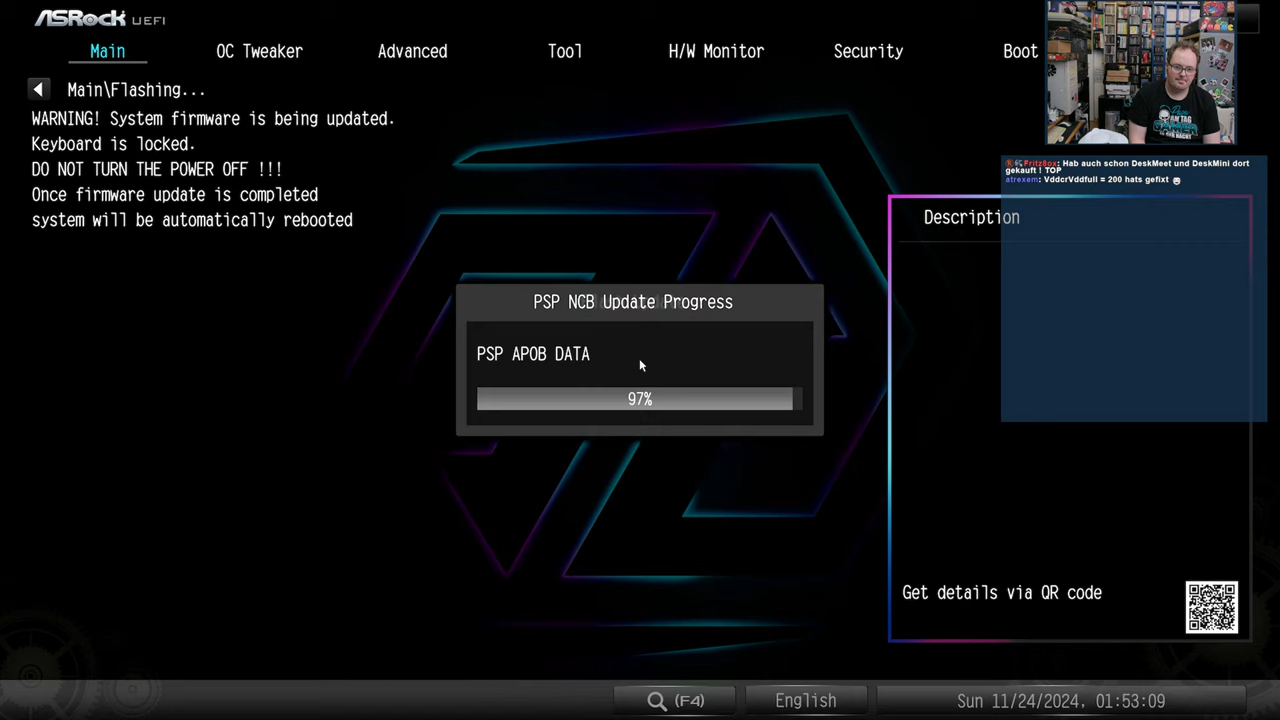 ASRock UEFI
Main OC Tweaker Advanced Tool H/W Monitor Security Boot
Main\Flashing...
WARNING! System firmware is being updated.
Keyboard is locked.
DO NOT TURN THE POWER OFF !!!
Once firmware update is completed
system will be automatically rebooted
FritzBox: Hab auch schon DeskMeet und DeskMini dort
gekauft ! TOP
atrexem: VddcrVddfull = 200 hats gefixt
Description
PSP NCB Update Progress
PSP APOB DATA
97%
Get details via QR code
(F4) English Sun 11/24/2024, 01:53:09